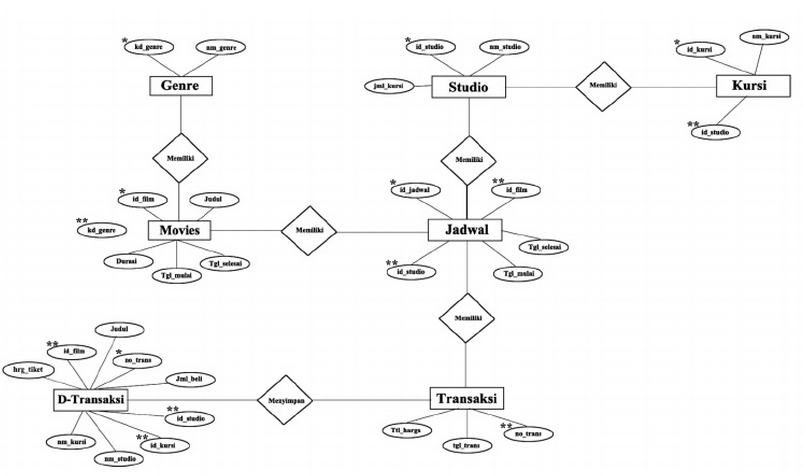 * kd_genre
nm_genre
Genre
Memiliki
* id_film
Judul
** kd_genre
Movies
Durasi
Tgl_mulai
Tgl_selesai
Memiliki
* id_studio
nm_studio
jml_kursi
Studio
Memiliki
* id_kursi
nm_kursi
Kursi
** id_studio
Memiliki
* id_jadwal
** id_film
Jadwal
Tgl_selesai
** id_studio
Tgl_mulai
Memiliki
Judul
** id_film
* no_trans
hrg_tiket
Jml_beli
D-Transaksi
** id_studio
nm_kursi
** id_kursi
nm_studio
Menyimpan
Transaksi
Ttl_harga
tgl_trans
** no_trans